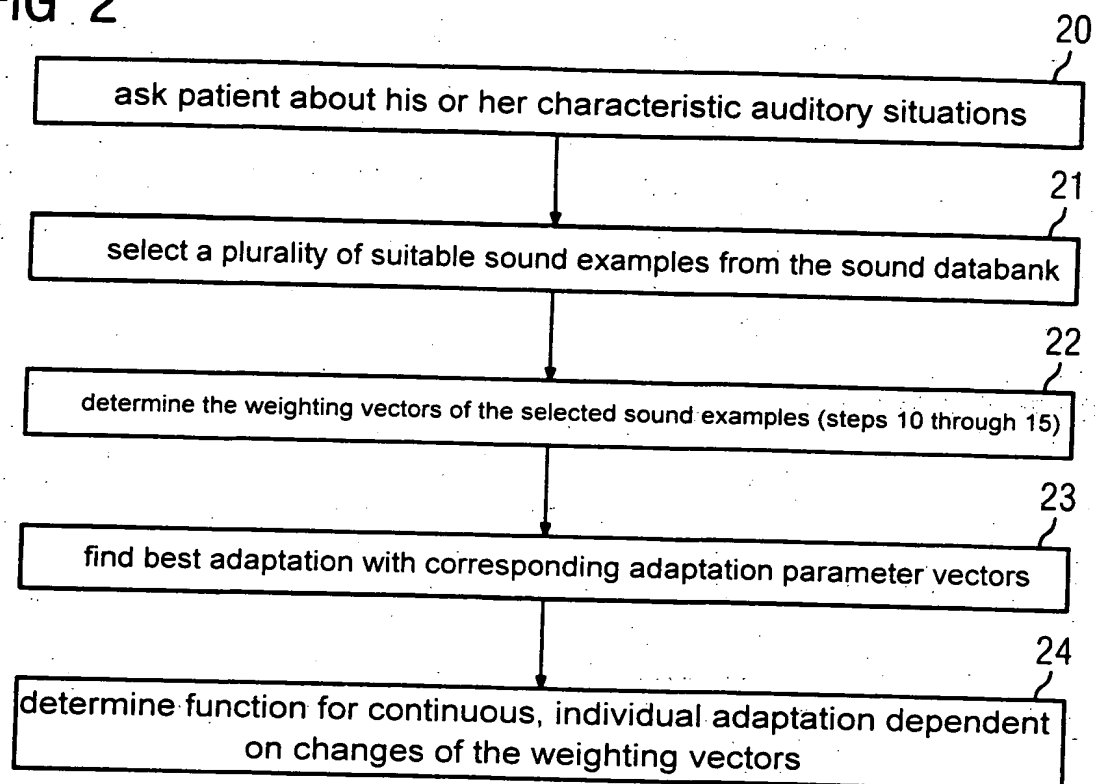 FIG. 2
20
ask patient about his or her characteristic auditory situations
21
select a plurality of suitable sound examples from the sound databank
22
determine the weighting vectors of the selected sound examples (steps 10 through 15)
23
find best adaptation with corresponding adaptation parameter vectors
24
determine function for continuous, individual adaptation dependent
on changes of the weighting vectors